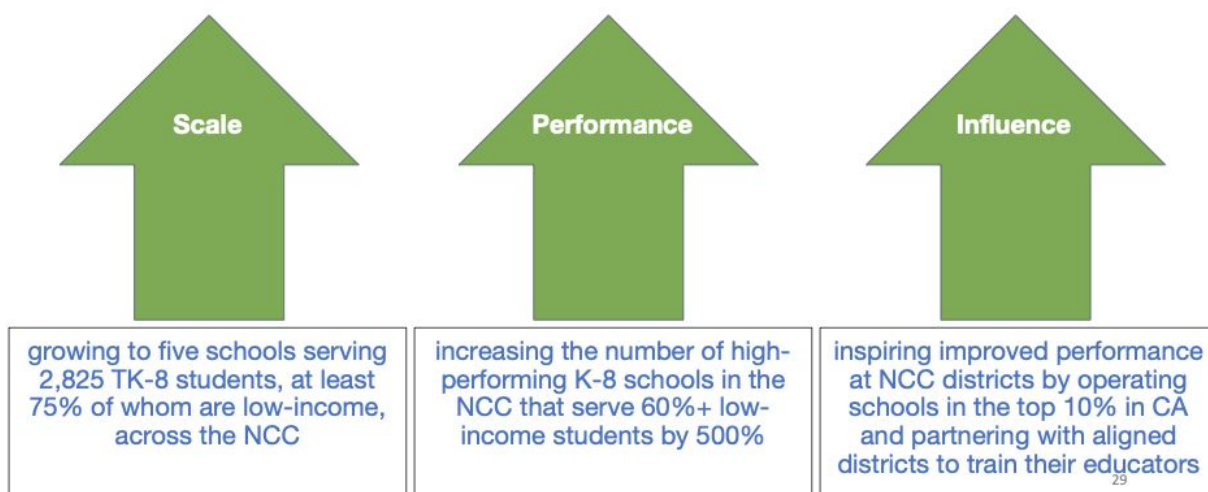 Scale
Performance
Influence
growing to five schools serving
2,825 TK-8 students, at least
75% of whom are low-income,
across the NCC
increasing the number of high-
performing K-8 schools in the
NCC that serve 60%+ low-
income students by 500%
inspiring improved performance
at NCC districts by operating
schools in the top 10% in CA
and partnering with aligned
districts to train their educators
29